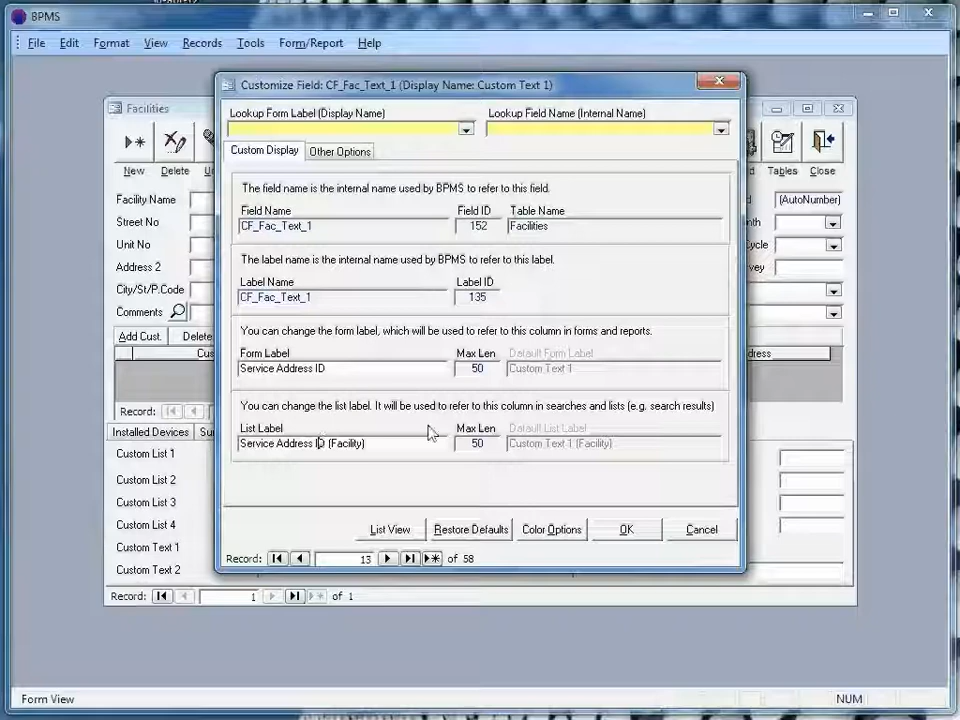 BPMS
File Edit Format View Records Tools Form/Report Help
Facilities
New Delete Tables Close
Facility Name (AutoNumber)
Street No
Unit No Cycle
Address 2
City/St/P.Code
Comments
Add Cust. Delete
Record:
Installed Devices
Custom List 1
Custom List 2
Custom List 3
Custom List 4
Custom Text 1
Custom Text 2
Record: 1 of 1
Customize Field: CF_Fac_Text_1 (Display Name: Custom Text 1)
Lookup Form Label (Display Name) Lookup Field Name (Internal Name)
Custom Display Other Options
The field name is the internal name used by BPMS to refer to this field.
Field Name Field ID Table Name
CF_Fac_Text_1 152 Facilities
The label name is the internal name used by BPMS to refer to this label.
Label Name Label ID
CF_Fac_Text_1 135
You can change the form label, which will be used to refer to this column in forms and reports.
Form Label Max Len Default Form Label
Service Address ID 50 Custom Text 1
You can change the list label. It will be used to refer to this column in searches and lists (e.g. search results)
List Label Max Len Default List Label
Service Address ID (Facility) 50 Custom Text 1 (Facility)
List View Restore Defaults Color Options OK Cancel
Record: 13 of 58
Form View NUM